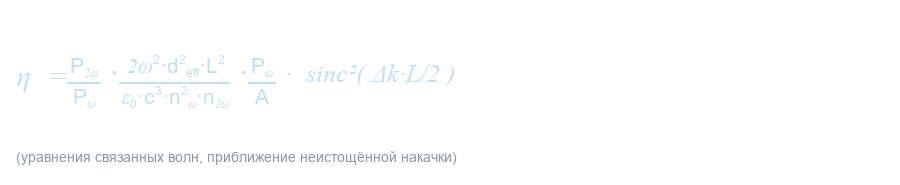 η = P2ω/Pω · 2ω²·d²eff·L²/ε0·c³·n²ω·n2ω · Pω/A · sinc²( Δk·L/2 )
(уравнения связанных волн, приближение неистощённой накачки)